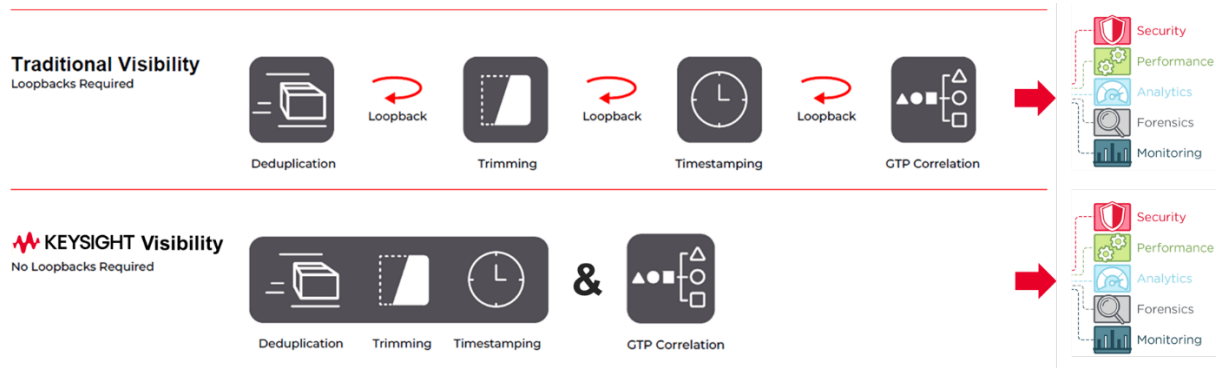 Traditional Visibility
Loopbacks Required
Loopback
Loopback
Loopback
Deduplication
Trimming
Timestamping
GTP Correlation
Security
Performance
Analytics
Forensics
Monitoring
KEYSIGHT Visibility
No Loopbacks Required
&
Deduplication
Trimming
Timestamping
GTP Correlation
Security
Performance
Analytics
Forensics
Monitoring